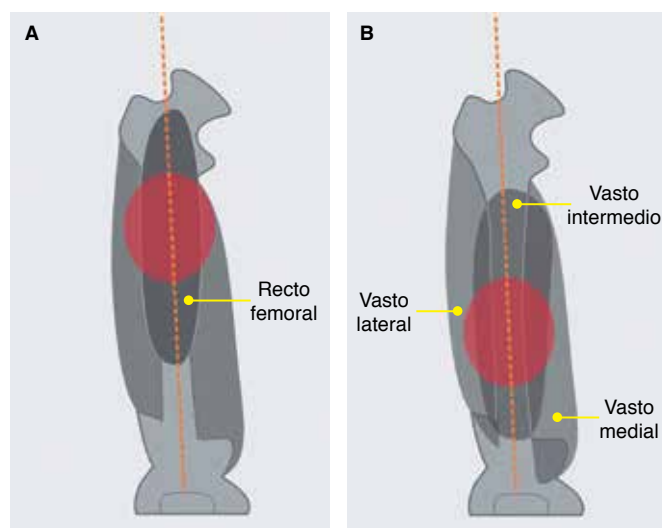 A
B
Recto
femoral
Vasto
intermedio
Vasto
lateral
Vasto
medial